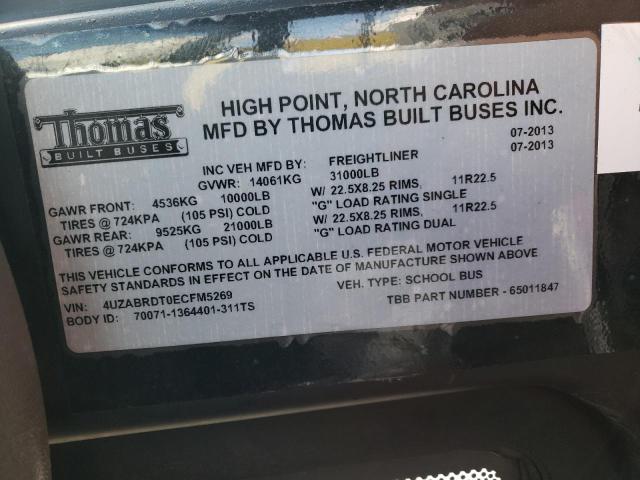 Thomas
BUILT BUSES
HIGH POINT, NORTH CAROLINA
MFD BY THOMAS BUILT BUSES INC.
07-2013
INC VEH MFD BY: FREIGHTLINER 07-2013
GVWR: 14061KG 31000LB
GAWR FRONT: 4536KG 10000LB W/ 22.5X8.25 RIMS, 11R22.5
TIRES @ 724KPA (105 PSI) COLD "G" LOAD RATING SINGLE
GAWR REAR: 9525KG 21000LB W/ 22.5X8.25 RIMS, 11R22.5
TIRES @ 724KPA (105 PSI) COLD "G" LOAD RATING DUAL
THIS VEHICLE CONFORMS TO ALL APPLICABLE U.S. FEDERAL MOTOR VEHICLE
SAFETY STANDARDS IN EFFECT ON THE DATE OF MANUFACTURE SHOWN ABOVE
VIN: 4UZABRDT0ECFM5269 VEH. TYPE: SCHOOL BUS
BODY ID: 70071-1364401-311TS TBB PART NUMBER - 65011847